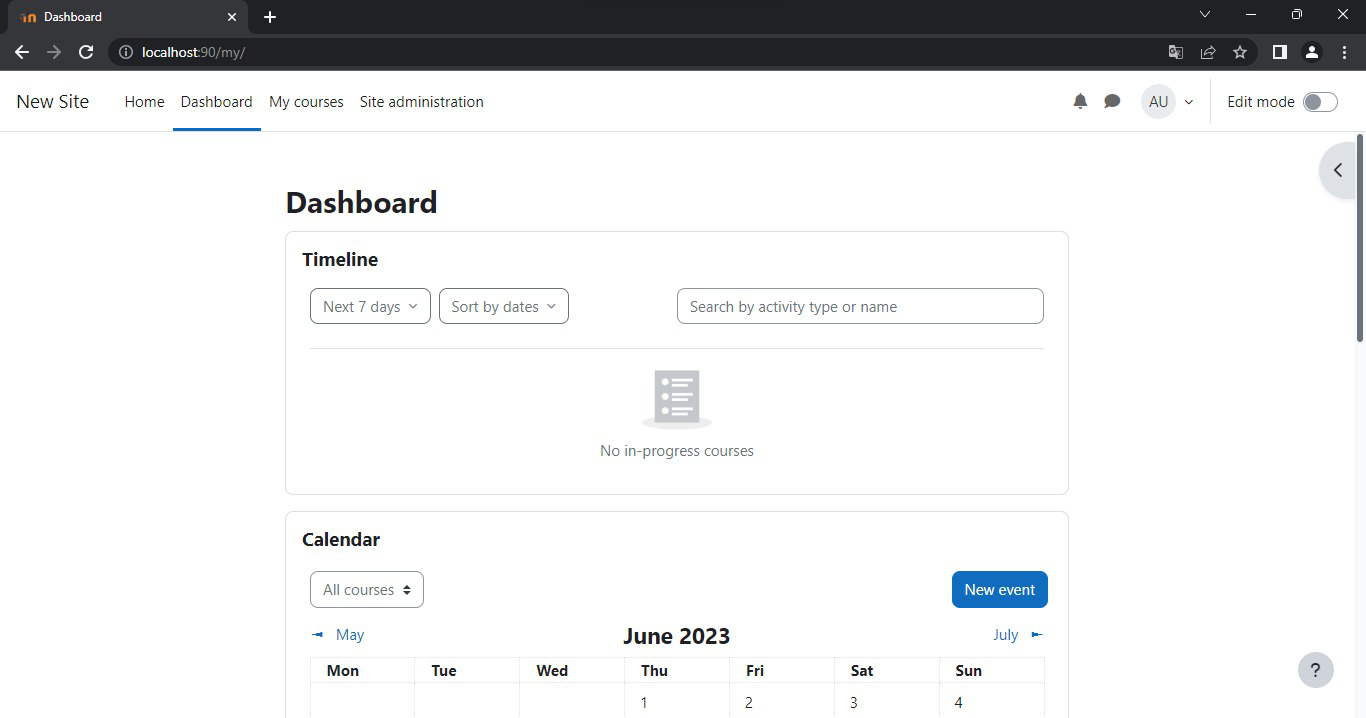 Dashboard
localhost:90/my/
New Site Home Dashboard My courses Site administration AU Edit mode
Dashboard
Timeline
Next 7 days Sort by dates Search by activity type or name
No in-progress courses
Calendar
All courses New event
◄ May June 2023 July ►
Mon Tue Wed Thu Fri Sat Sun
1 2 3 4
?